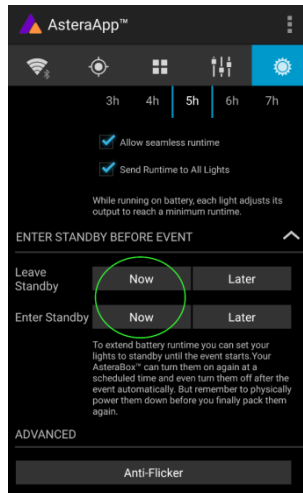 AsteraApp™
3h 4h 5h 6h 7h
Allow seamless runtime
Send Runtime to All Lights
While running on battery, each light adjusts its
output to reach a minimum runtime.
ENTER STANDBY BEFORE EVENT
Leave
Standby
Now Later
Enter Standby Now Later
To extend battery runtime you can set your
lights to standby until the event starts.Your
AsteraBox™ can turn them on again at a
scheduled time and even turn them off after the
event automatically. But remember to physically
power them down before you finally pack them
again.
ADVANCED
Anti-Flicker